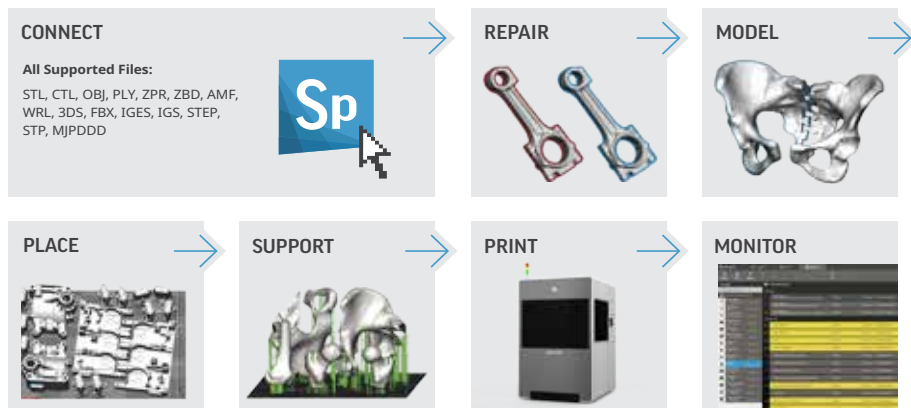 CONNECT
All Supported Files:
STL, CTL, OBJ, PLY, ZPR, ZBD, AMF,
WRL, 3DS, FBX, IGES, IGS, STEP,
STP, MJPDDD
Sp
REPAIR
MODEL
PLACE
SUPPORT
PRINT
MONITOR